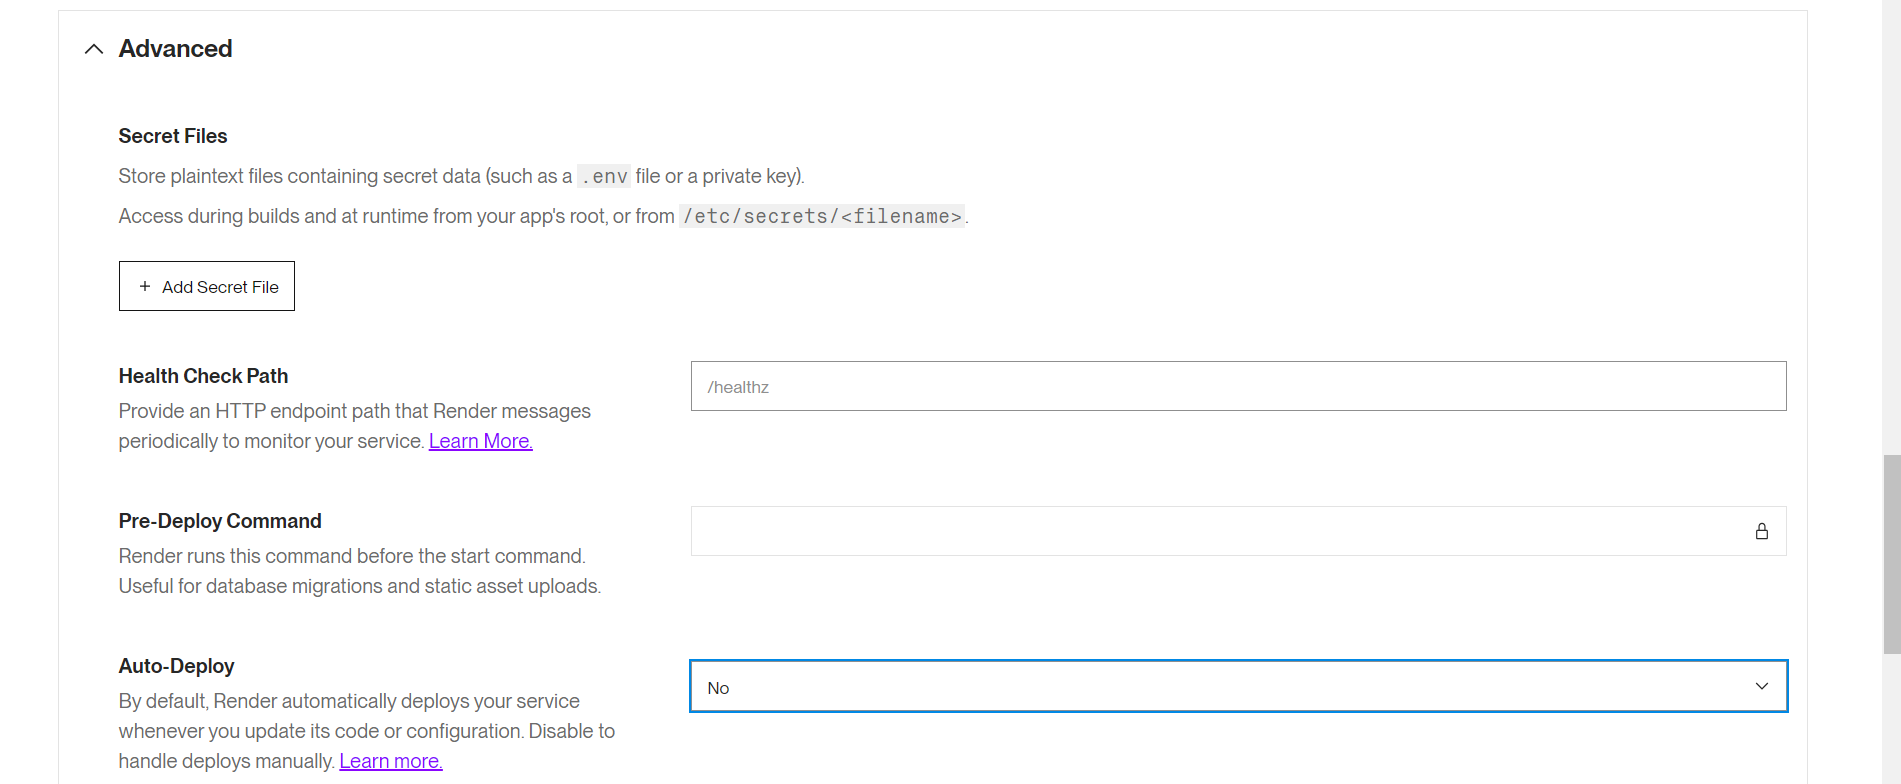 Advanced
Secret Files
Store plaintext files containing secret data (such as a .env file or a private key).
Access during builds and at runtime from your app's root, or from /etc/secrets/<filename>.
+ Add Secret File
Health Check Path
Provide an HTTP endpoint path that Render messages
periodically to monitor your service. Learn More.
/healthz
Pre-Deploy Command
Render runs this command before the start command.
Useful for database migrations and static asset uploads.
Auto-Deploy
By default, Render automatically deploys your service
whenever you update its code or configuration. Disable to
handle deploys manually. Learn more.
No